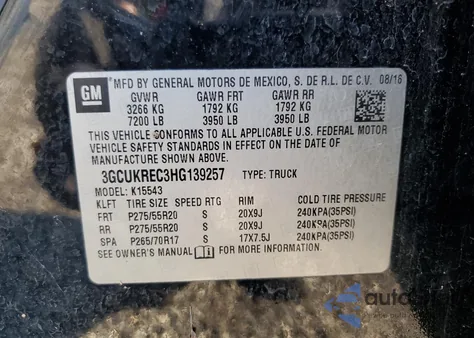 GM MFD BY GENERAL MOTORS DE MEXICO, S. DE R.L. DE C.V. 08/16
GVWR GAWR FRT GAWR RR
3266 KG 1792 KG 1792 KG
7200 LB 3950 LB 3950 LB
THIS VEHICLE CONFORMS TO ALL APPLICABLE U.S. FEDERAL MOTOR
VEHICLE SAFETY STANDARDS IN EFFECT ON THE DATE OF
MANUFACTURE SHOWN ABOVE.
3GCUKREC3HG139257 TYPE: TRUCK
MODEL: K15543
KLFT TIRE SIZE SPEED RTG RIM COLD TIRE PRESSURE
FRT P275/55R20 S 20X9J 240KPA(35PSI)
RR P275/55R20 S 20X9J 240KPA(35PSI)
SPA P265/70R17 S 17X7.5J 240KPA(35PSI)
SEE OWNER'S MANUAL FOR MORE INFORMATION.